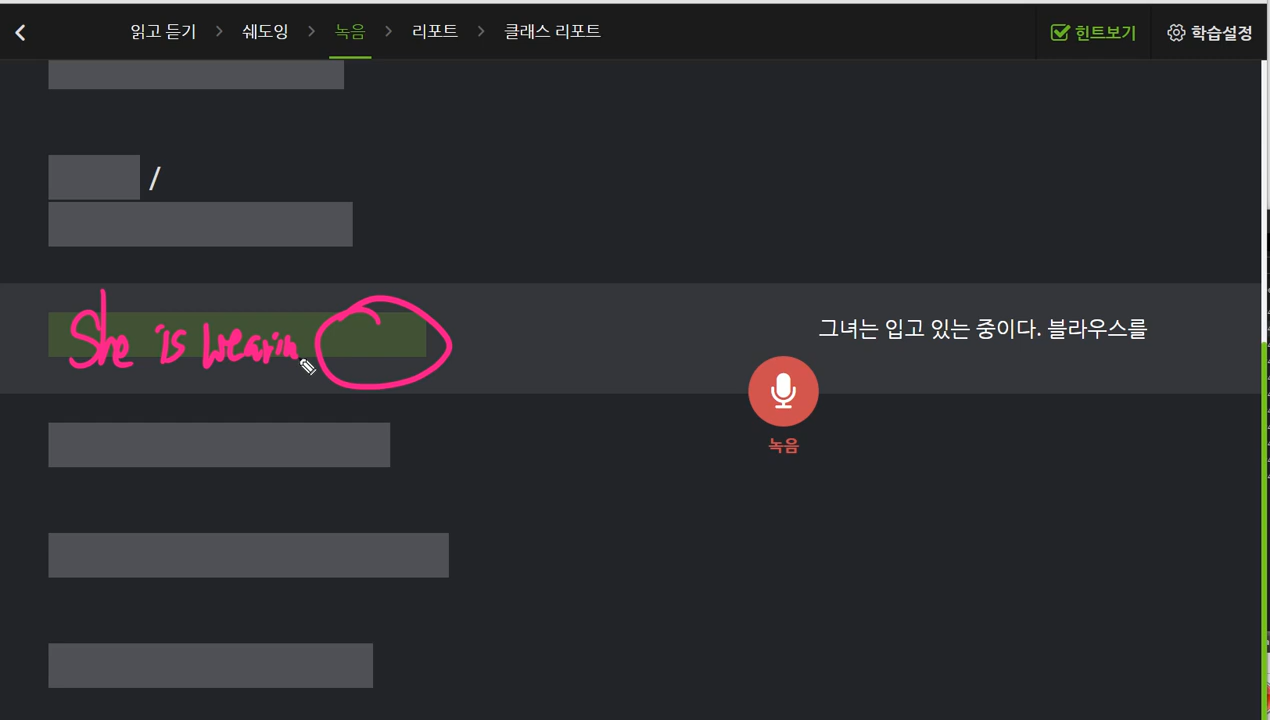 읽고 듣기 > 쉐도잉 > 녹음 > 리포트 > 클래스 리포트 힌트보기 학습설정
/
She is wearin 그녀는 입고 있는 중이다. 블라우스를
녹음